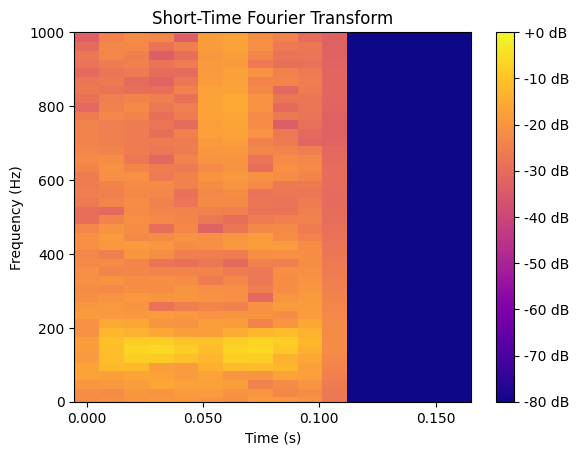 Short-Time Fourier Transform
1000
800
600
400
200
0
Frequency (Hz)
0.000
0.050
0.100
0.150
Time (s)
+0 dB
-10 dB
-20 dB
-30 dB
-40 dB
-50 dB
-60 dB
-70 dB
-80 dB